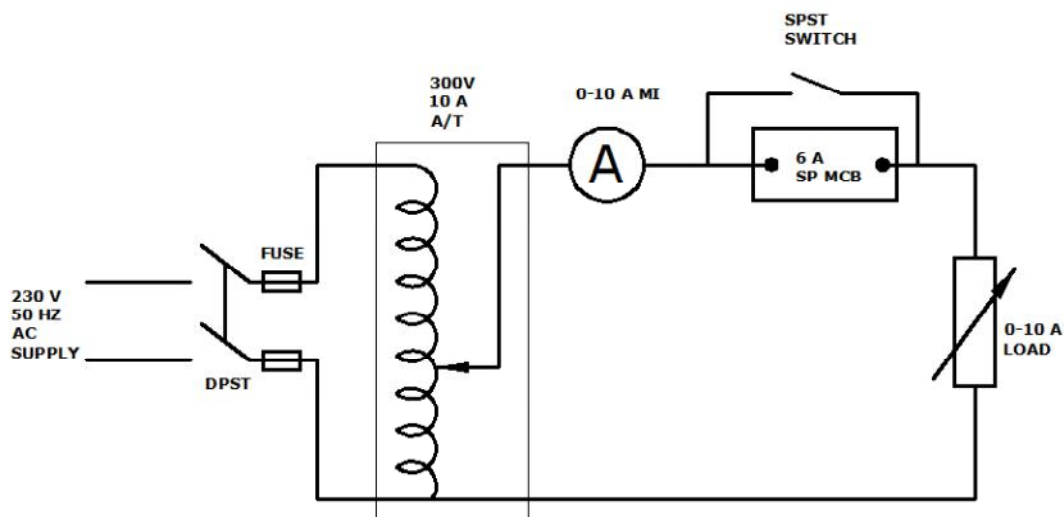 SPST
SWITCH
300V
10 A
A/T
0-10 A MI
A
6 A
SP MCB
FUSE
230 V
50 HZ
AC
SUPPLY
DPST
0-10 A
LOAD